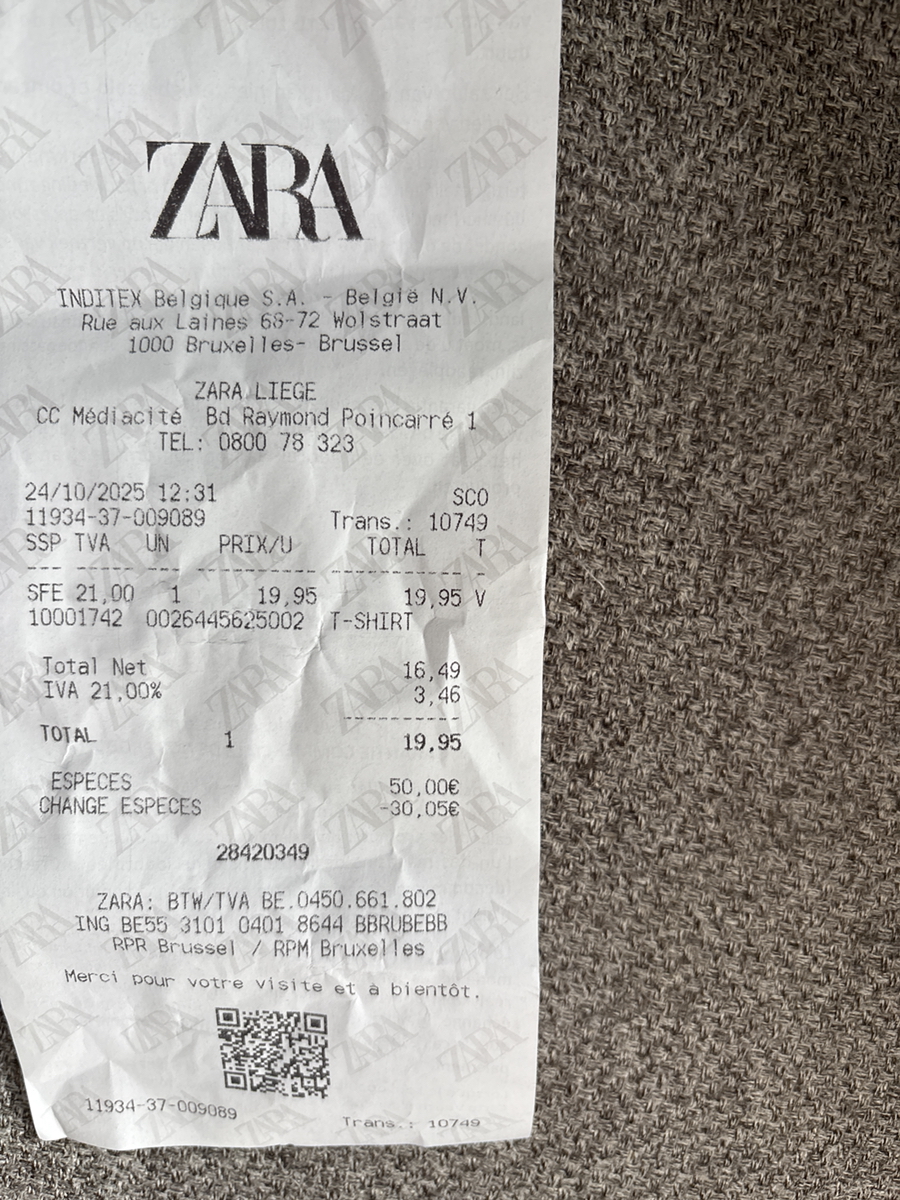 ZARA
INDITEX Belgique S.A. - België N.V.
Rue aux Laines 68-72 Wolstraat
1000 Bruxelles- Brussel
ZARA LIEGE
CC Médiacité Bd Raymond Poincarré 1
TEL: 0800 78 323
24/10/2025 12:31 SCO
11934-37-009089 Trans.: 10749
SSP TVA UN PRIX/U TOTAL T
--- --- -- ---------- ----------- -
SFE 21,00 1 19,95 19,95 V
10001742 0026445625002 T-SHIRT
Total Net 16,49
IVA 21,00% 3,46
----------
TOTAL 1 19,95
ESPECES 50,00€
CHANGE ESPECES -30,05€
28420349
ZARA: BTW/TVA BE.0450.661.802
ING BE55 3101 0401 8644 BBRUBEBB
RPR Brussel / RPM Bruxelles
Merci pour votre visite et à bientôt.
11934-37-009089 Trans.: 10749